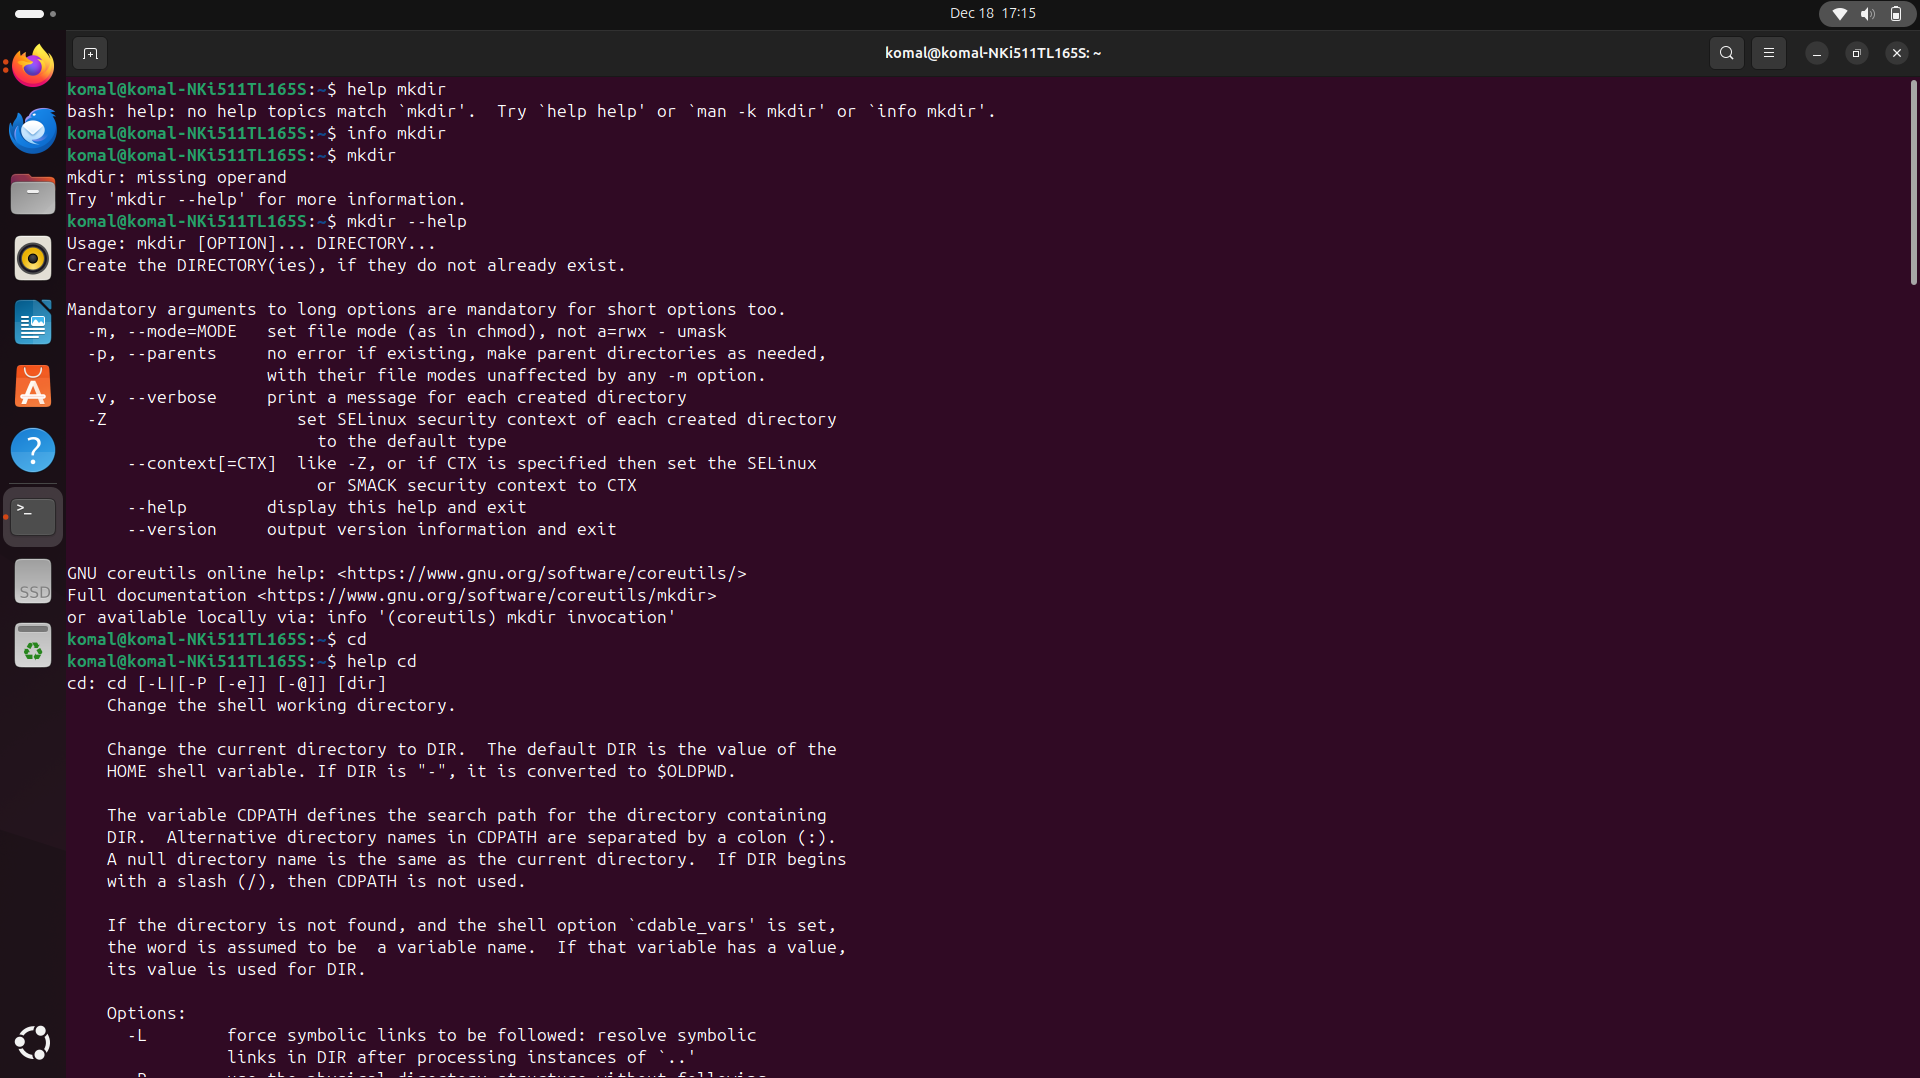 Dec 18 17:15
komal@komal-NKi511TL165S: ~
komal@komal-NKi511TL165S:~$ help mkdir
bash: help: no help topics match `mkdir'.  Try `help help' or `man -k mkdir' or `info mkdir'.
komal@komal-NKi511TL165S:~$ info mkdir
komal@komal-NKi511TL165S:~$ mkdir
mkdir: missing operand
Try 'mkdir --help' for more information.
komal@komal-NKi511TL165S:~$ mkdir --help
Usage: mkdir [OPTION]... DIRECTORY...
Create the DIRECTORY(ies), if they do not already exist.

Mandatory arguments to long options are mandatory for short options too.
  -m, --mode=MODE   set file mode (as in chmod), not a=rwx - umask
  -p, --parents     no error if existing, make parent directories as needed,
                    with their file modes unaffected by any -m option.
  -v, --verbose     print a message for each created directory
  -Z                   set SELinux security context of each created directory
                         to the default type
      --context[=CTX]  like -Z, or if CTX is specified then set the SELinux
                         or SMACK security context to CTX
      --help        display this help and exit
      --version     output version information and exit

GNU coreutils online help: <https://www.gnu.org/software/coreutils/>
Full documentation <https://www.gnu.org/software/coreutils/mkdir>
or available locally via: info '(coreutils) mkdir invocation'
komal@komal-NKi511TL165S:~$ cd
komal@komal-NKi511TL165S:~$ help cd
cd: cd [-L|[-P [-e]] [-@]] [dir]
    Change the shell working directory.

    Change the current directory to DIR.  The default DIR is the value of the
    HOME shell variable. If DIR is "-", it is converted to $OLDPWD.

    The variable CDPATH defines the search path for the directory containing
    DIR.  Alternative directory names in CDPATH are separated by a colon (:).
    A null directory name is the same as the current directory.  If DIR begins
    with a slash (/), then CDPATH is not used.

    If the directory is not found, and the shell option `cdable_vars' is set,
    the word is assumed to be  a variable name.  If that variable has a value,
    its value is used for DIR.

    Options:
      -L        force symbolic links to be followed: resolve symbolic
                links in DIR after processing instances of `..'
SSD